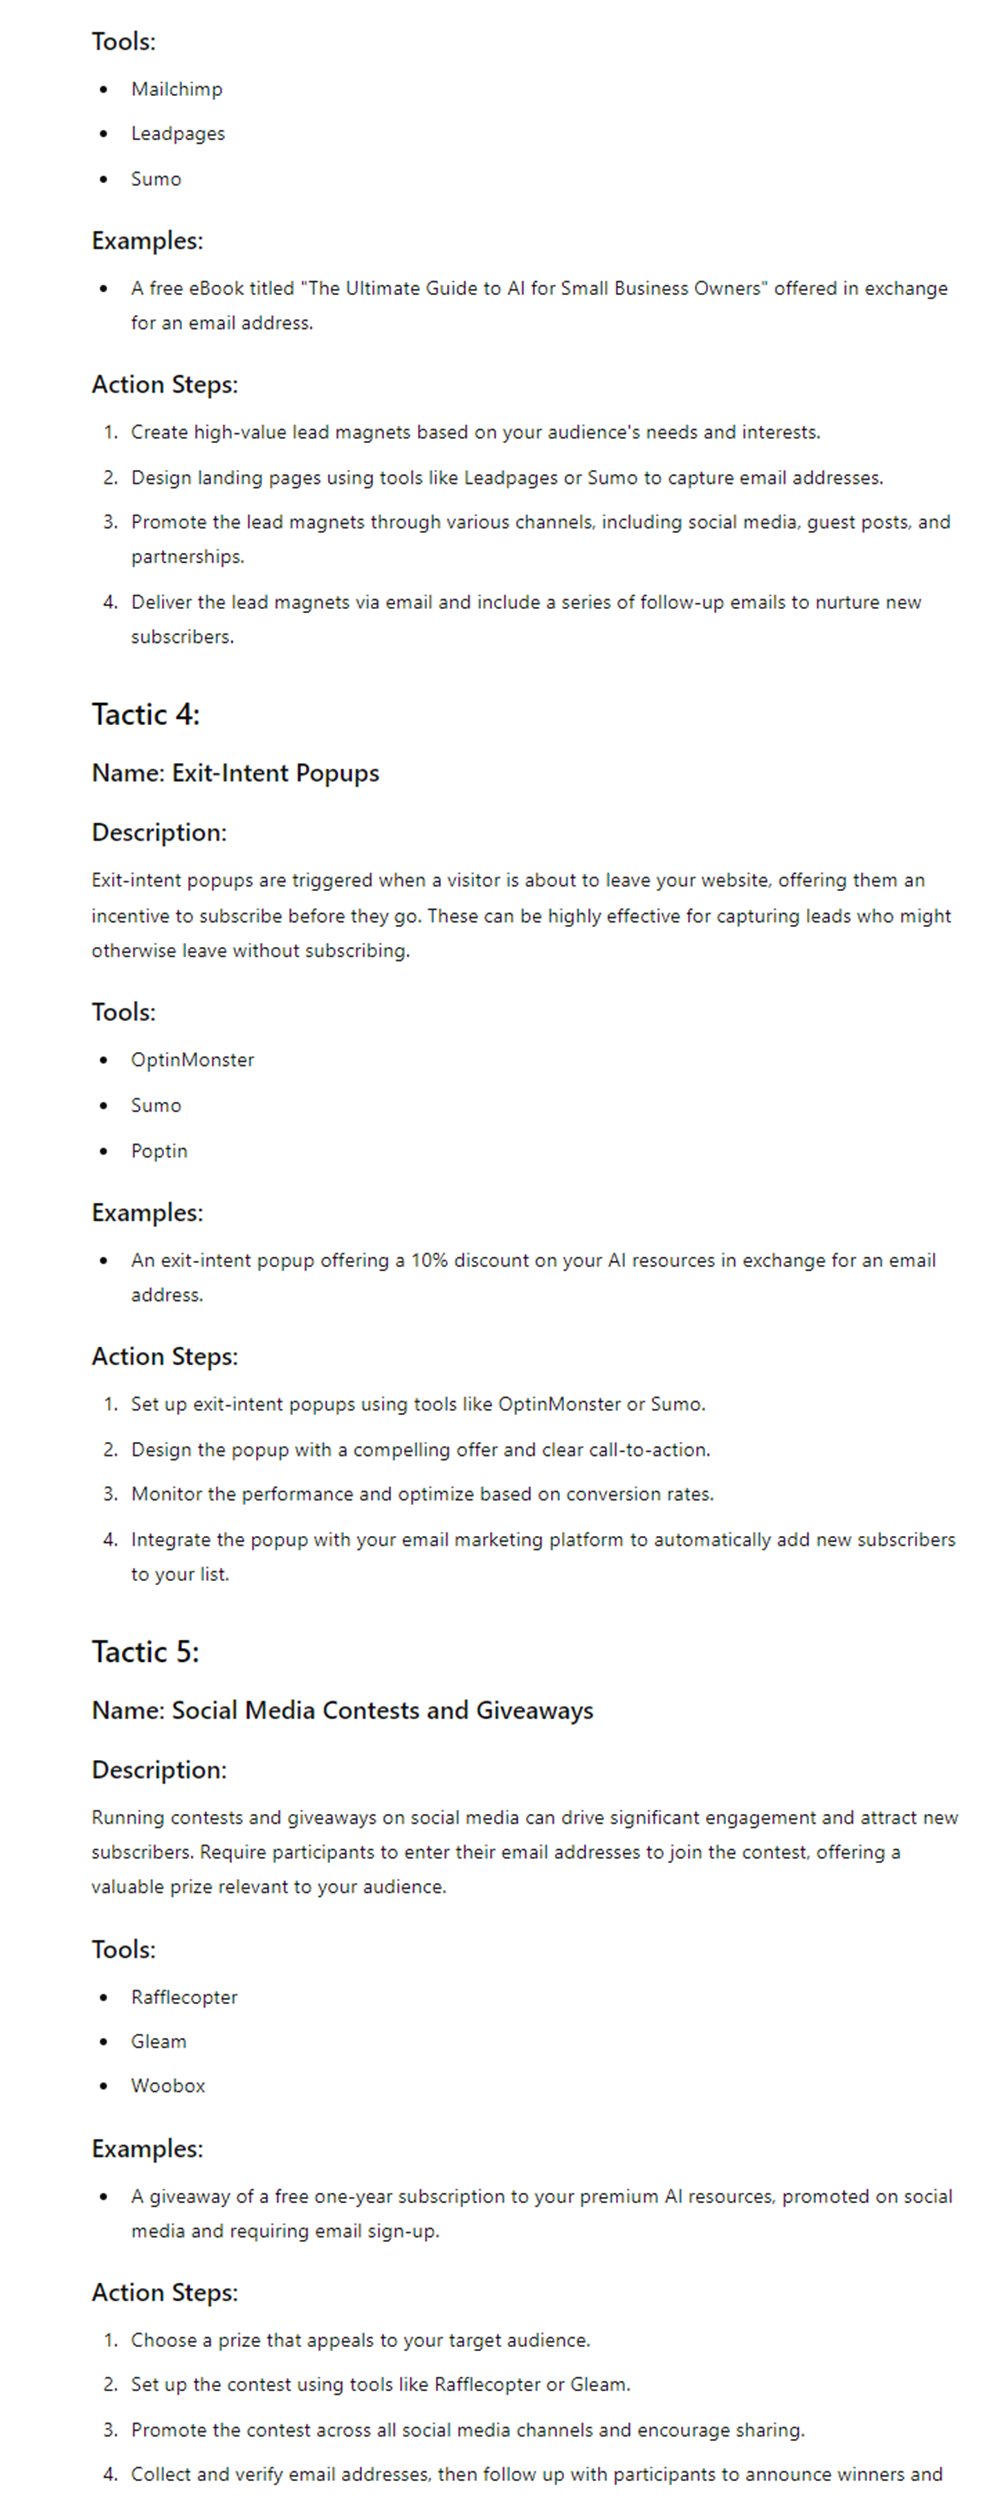 Tools:
• Mailchimp
• Leadpages
• Sumo
Examples:
• A free eBook titled "The Ultimate Guide to AI for Small Business Owners" offered in exchange
for an email address.
Action Steps:
1. Create high-value lead magnets based on your audience's needs and interests.
2. Design landing pages using tools like Leadpages or Sumo to capture email addresses.
3. Promote the lead magnets through various channels, including social media, guest posts, and
partnerships.
4. Deliver the lead magnets via email and include a series of follow-up emails to nurture new
subscribers.
Tactic 4:
Name: Exit-Intent Popups
Description:
Exit-intent popups are triggered when a visitor is about to leave your website, offering them an
incentive to subscribe before they go. These can be highly effective for capturing leads who might
otherwise leave without subscribing.
Tools:
• OptinMonster
• Sumo
• Poptin
Examples:
• An exit-intent popup offering a 10% discount on your AI resources in exchange for an email
address.
Action Steps:
1. Set up exit-intent popups using tools like OptinMonster or Sumo.
2. Design the popup with a compelling offer and clear call-to-action.
3. Monitor the performance and optimize based on conversion rates.
4. Integrate the popup with your email marketing platform to automatically add new subscribers
to your list.
Tactic 5:
Name: Social Media Contests and Giveaways
Description:
Running contests and giveaways on social media can drive significant engagement and attract new
subscribers. Require participants to enter their email addresses to join the contest, offering a
valuable prize relevant to your audience.
Tools:
• Rafflecopter
• Gleam
• Woobox
Examples:
• A giveaway of a free one-year subscription to your premium AI resources, promoted on social
media and requiring email sign-up.
Action Steps:
1. Choose a prize that appeals to your target audience.
2. Set up the contest using tools like Rafflecopter or Gleam.
3. Promote the contest across all social media channels and encourage sharing.
4. Collect and verify email addresses, then follow up with participants to announce winners and